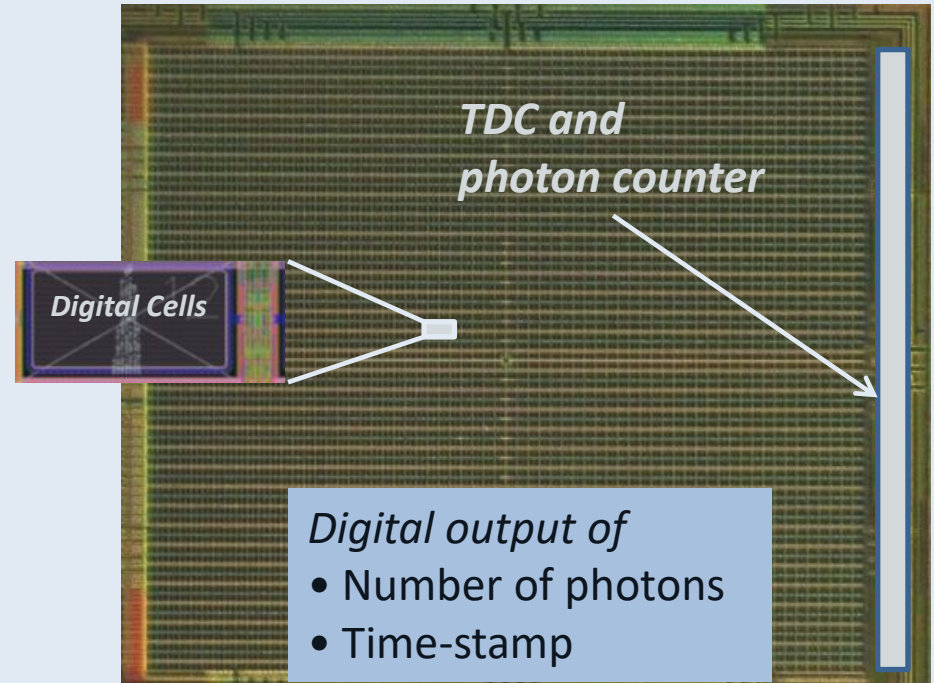 TDC and
photon counter
Digital Cells
Digital output of
• Number of photons
• Time-stamp